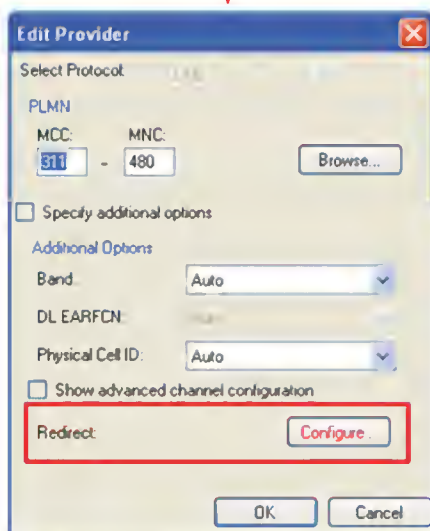 Edit Provider
Select Protocol:
PLMN
MCC: MNC:
311 - 480 Browse...
Specify additional options
Additional Options
Band: Auto
DL EARFCN:
Physical Cell ID: Auto
Show advanced channel configuration
Redirect: Configure...
OK Cancel